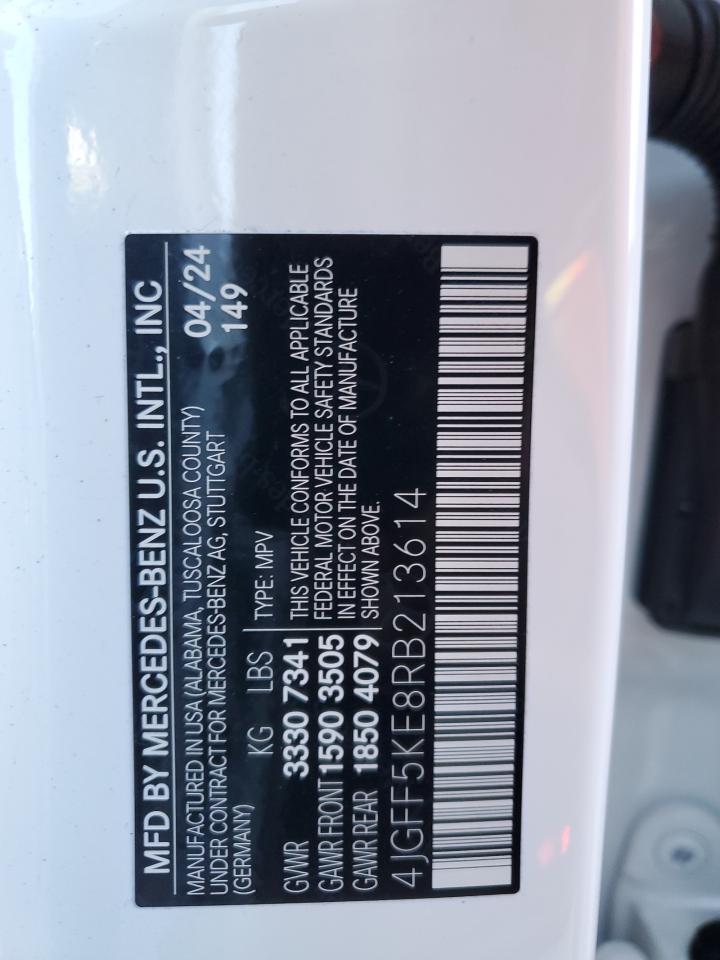 MFD BY MERCEDES-BENZ U.S. INTL., INC
MANUFACTURED IN USA (ALABAMA, TUSCALOOSA COUNTY) 04/24
UNDER CONTRACT FOR MERCEDES-BENZ AG, STUTTGART 149
(GERMANY)
KG LBS TYPE: MPV
GVWR 3330 7341
GAWR FRONT 1590 3505
GAWR REAR 1850 4079
THIS VEHICLE CONFORMS TO ALL APPLICABLE
FEDERAL MOTOR VEHICLE SAFETY STANDARDS
IN EFFECT ON THE DATE OF MANUFACTURE
SHOWN ABOVE.
4JGFF5KE8RB213614